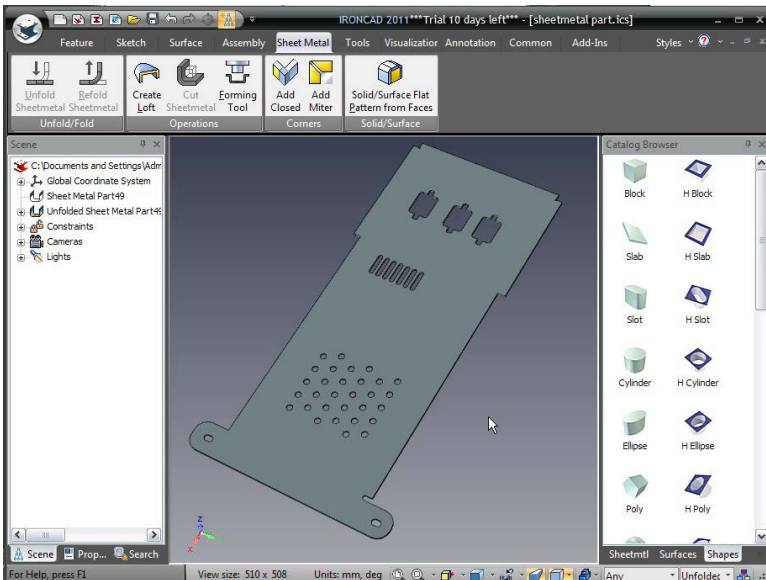 IRONCAD 2011***Trial 10 days left*** - [sheetmetal part.ics]
Feature Sketch Surface Assembly Sheet Metal Tools Visualization Annotation Common Add-Ins Styles
Unfold Sheetmetal
Refold Sheetmetal
Create Loft
Cut Sheetmetal
Forming Tool
Add Closed
Add Miter
Solid/Surface Flat Pattern from Faces
Unfold/Fold Operations Corners Solid/Surface
Scene
C:\Documents and Settings\Adm
Global Coordinate System
Sheet Metal Part49
Unfolded Sheet Metal Part49
Constraints
Cameras
Lights
Scene Prop... Search
z
x
Catalog Browser
Block H Block
Slab H Slab
Slot H Slot
Cylinder H Cylinder
Ellipse H Ellipse
Poly H Poly
Sheetmtl Surfaces Shapes
For Help, press F1 View size: 510 x 508 Units: mm, deg Any Unfolded